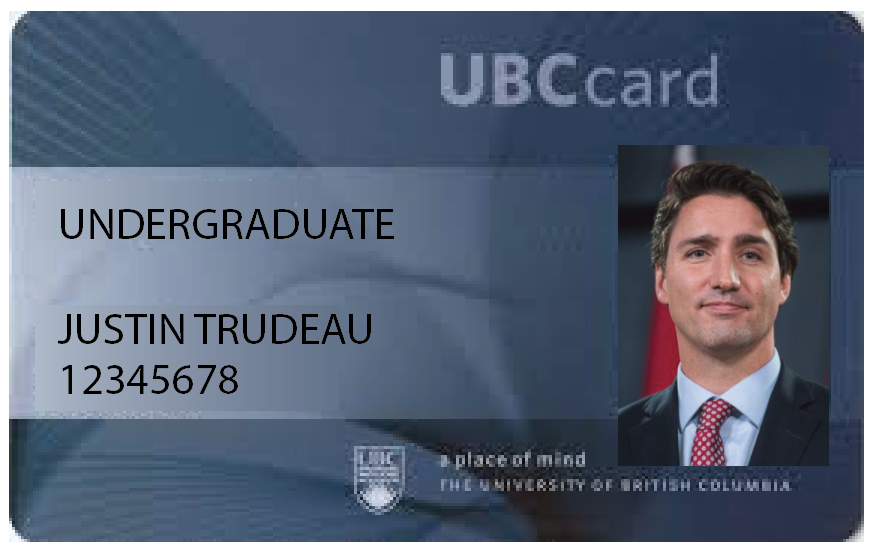 UBCcard
UNDERGRADUATE
JUSTIN TRUDEAU
12345678
UBC
a place of mind
THE UNIVERSITY OF BRITISH COLUMBIA